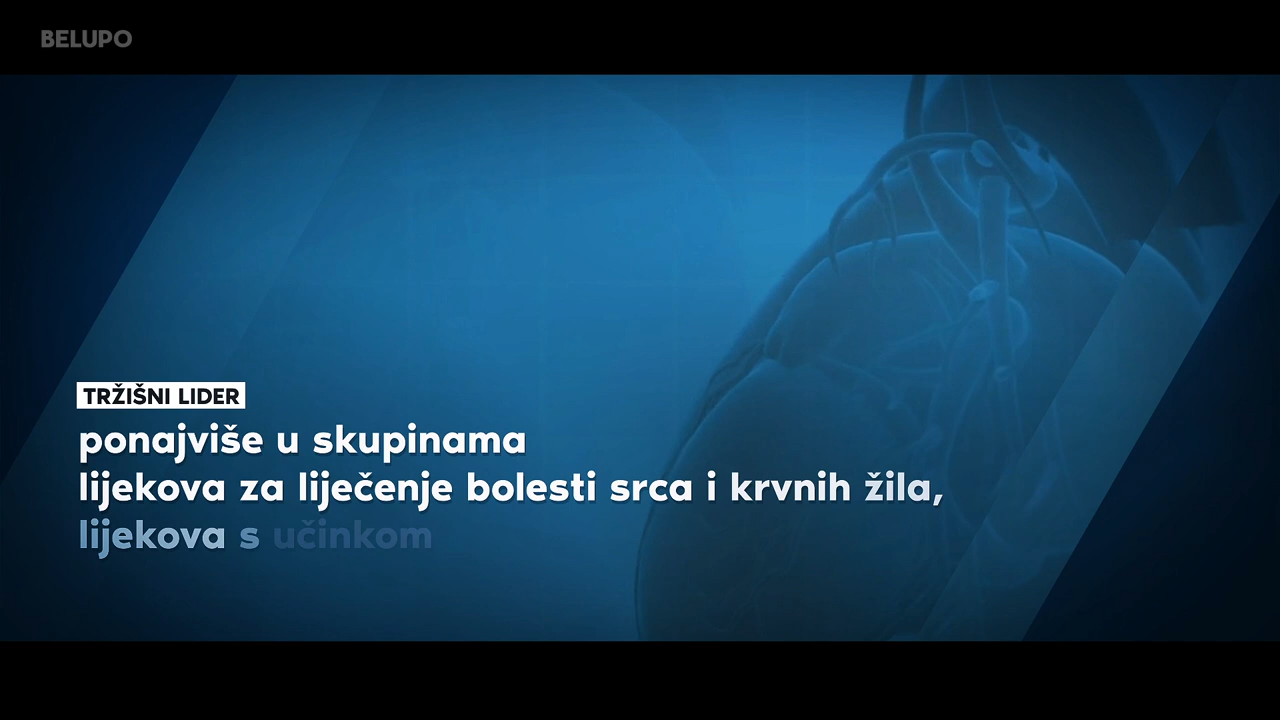 BELUPO
TRŽIŠNI LIDER
ponajviše u skupinama
lijekova za liječenje bolesti srca i krvnih žila,
lijekova s učinkom